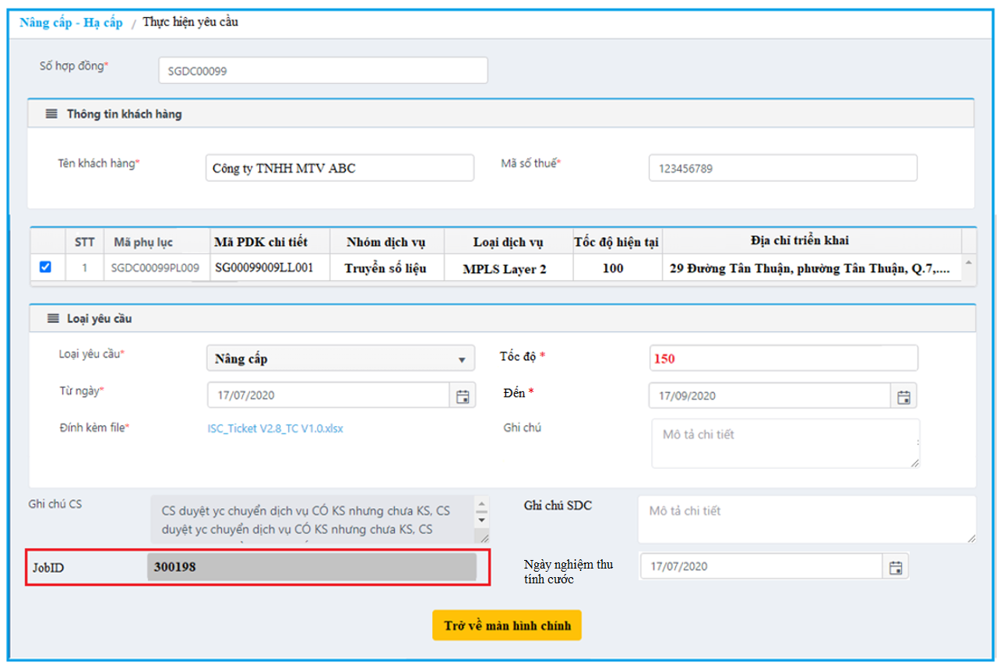 Nâng cấp - Hạ cấp / Thực hiện yêu cầu
Số hợp đồng* SGDC00099
Thông tin khách hàng
Tên khách hàng* Công ty TNHH MTV ABC Mã số thuế* 123456789
STT Mã phụ lục Mã PDK chi tiết Nhóm dịch vụ Loại dịch vụ Tốc độ hiện tại Địa chỉ triển khai
1 SGDC00099PL009 SG00099009LL001 Truyền số liệu MPLS Layer 2 100 29 Đường Tân Thuận, phường Tân Thuận, Q.7,....
Loại yêu cầu
Loại yêu cầu* Nâng cấp Tốc độ * 150
Từ ngày* 17/07/2020 Đến * 17/09/2020
Đính kèm file* ISC_Ticket V2.8_TC V1.0.xlsx Ghi chú Mô tả chi tiết
Ghi chú CS CS duyệt yc chuyển dịch vụ CÓ KS nhưng chưa KS, CS Ghi chú SDC Mô tả chi tiết
duyệt yc chuyển dịch vụ CÓ KS nhưng chưa KS, CS
JobID 300198 Ngày nghiệm thu 17/07/2020
tính cước
Trở về màn hình chính